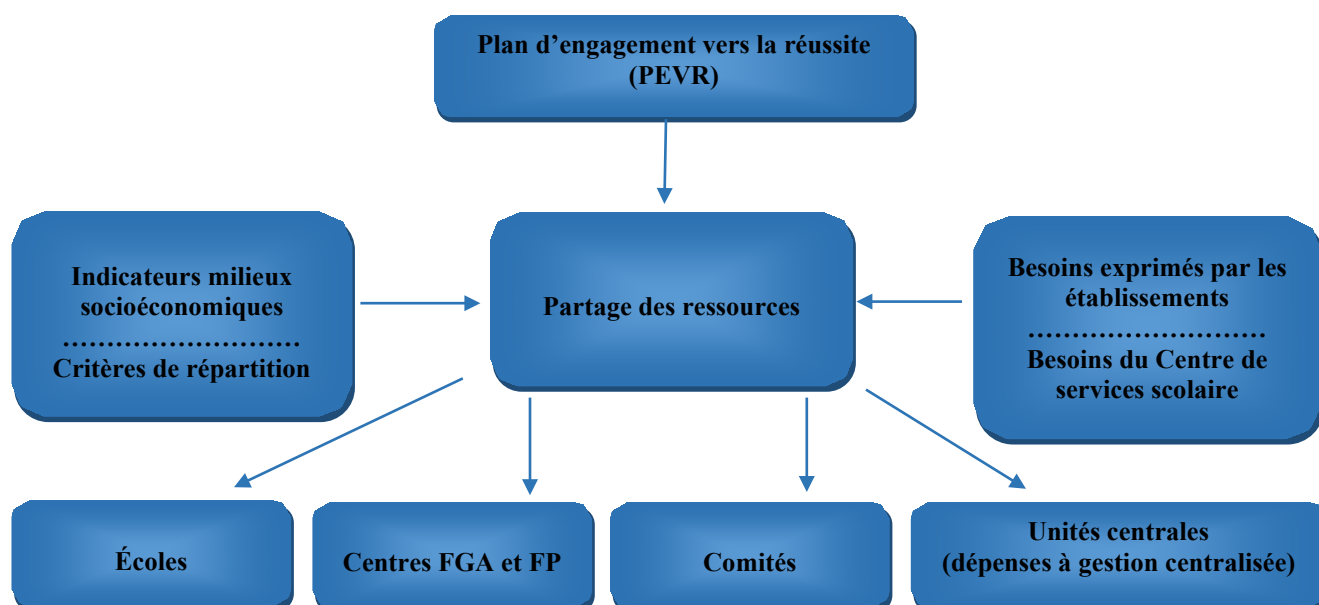 Plan d’engagement vers la réussite
(PEVR)
Indicateurs milieux
socioéconomiques
...........................
Critères de répartition
Partage des ressources
Besoins exprimés par les
établissements
...........................
Besoins du Centre de
services scolaire
Écoles
Centres FGA et FP
Comités
Unités centrales
(dépenses à gestion centralisée)